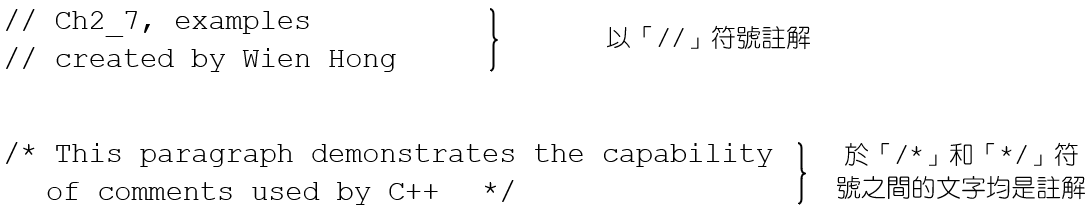 // Ch2_7, examples
// created by Wien Hong
以「//」符號註解
/* This paragraph demonstrates the capability
of comments used by C++ */
於「/*」和「*/」符
號之間的文字均是註解